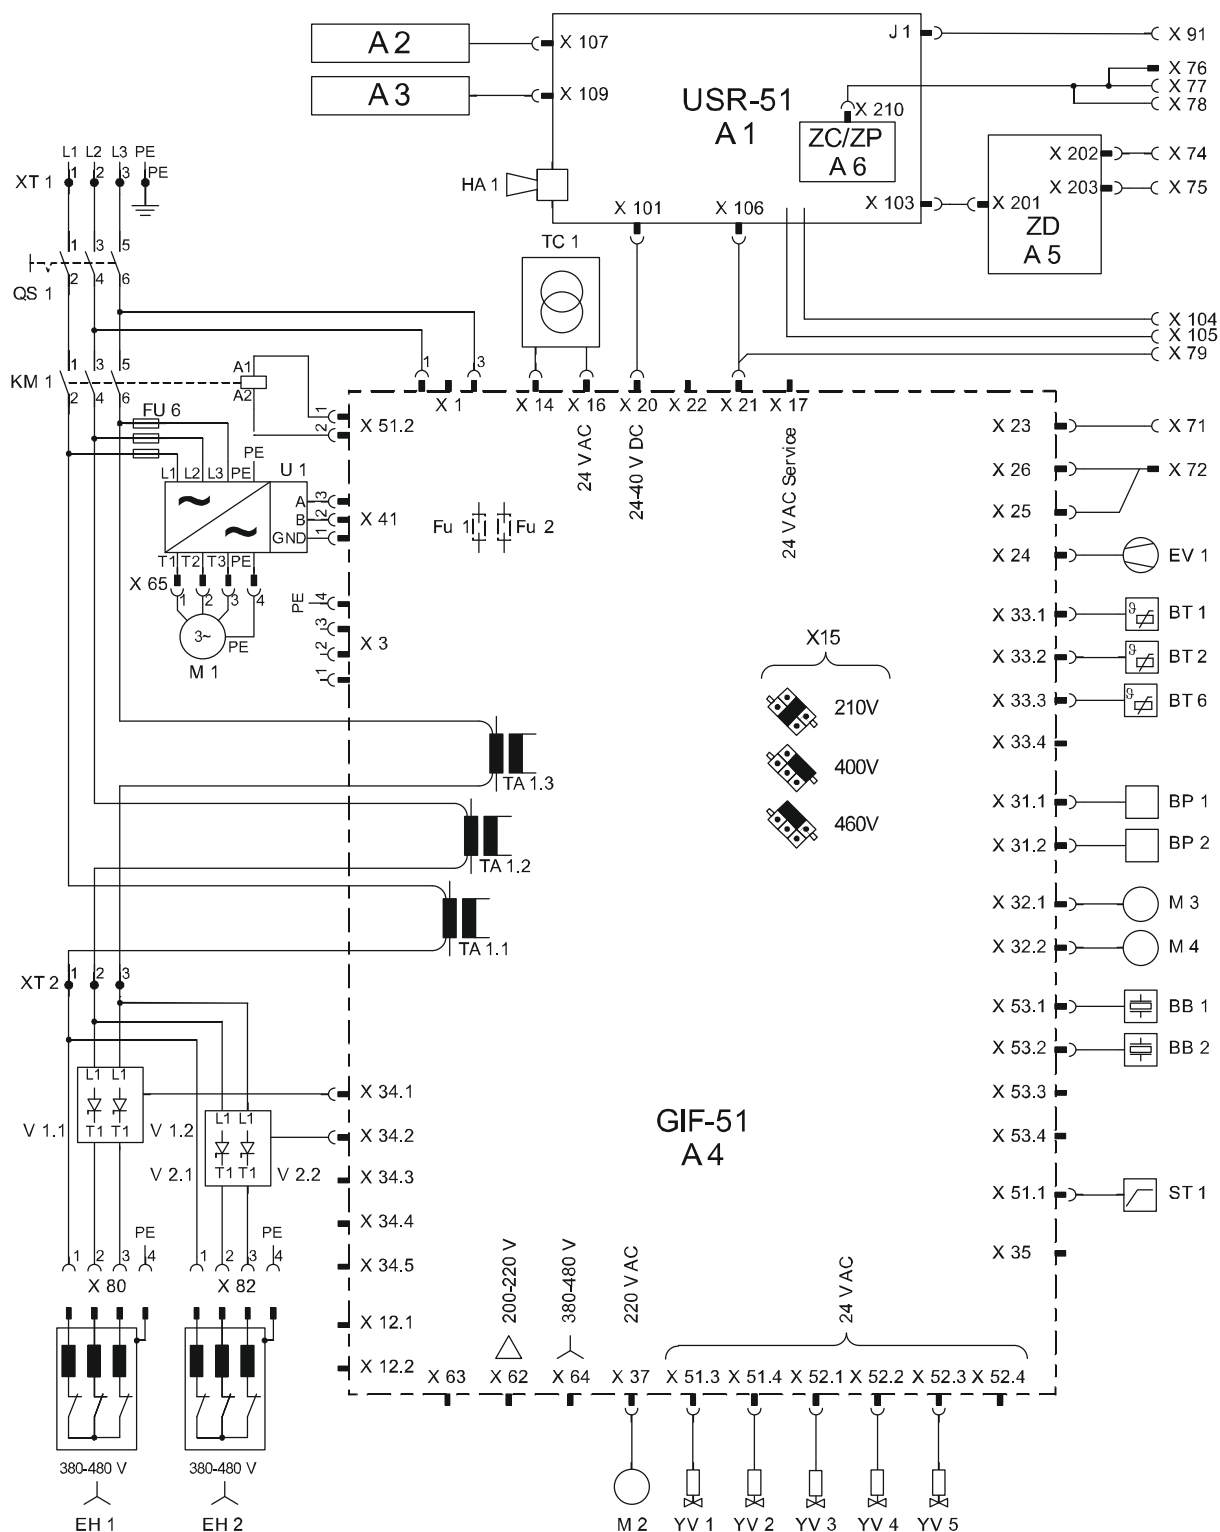 A 2
X 107
J 1
X 91
A 3
X 109
USR-51
A 1
X 76
X 77
X 78
X 210
ZC/ZP
A 6
L1 L2 L3 PE
XT 1
1 2 3 PE
HA 1
X 101
X 106
X 103
X 201
X 202
X 74
X 203
X 75
ZD
A 5
TC 1
1 3 5
2 4 6
QS 1
X 104
X 105
X 79
1 3 5
KM 1
2 4 6
A1
A2
1 3
X 1
X 14
X 16
X 20
X 22
X 21
X 17
24 V AC
24-40 V DC
24 V AC Service
1
2
X 51.2
FU 6
L1 L2 L3 PE
PE
U 1
A 3
B 2
GND 1
X 41
T1 T2 T3 PE
X 65
1 2 3 4
3~
PE
M 1
Fu 1
Fu 2
PE 4
3
2
1
X 3
X 23
X 71
X 26
X 72
X 25
X 24
EV 1
X 33.1
ϑ
BT 1
X 33.2
ϑ
BT 2
X 33.3
ϑ
BT 6
X 33.4
X15
210V
400V
460V
TA 1.3
TA 1.2
TA 1.1
X 31.1
BP 1
X 31.2
BP 2
X 32.1
M 3
X 32.2
M 4
X 53.1
BB 1
X 53.2
BB 2
X 53.3
X 53.4
X 51.1
ST 1
X 35
XT 2
1 2 3
L1 L1
V 1.1
T1 T1
V 1.2
L1 L1
V 2.1
T1 T1
V 2.2
X 34.1
X 34.2
X 34.3
X 34.4
X 34.5
X 12.1
X 12.2
GIF-51
A 4
PE
1 2 3 4
X 80
PE
1 2 3 4
X 82
200-220 V
380-480 V
220 V AC
24 V AC
X 63
X 62
X 64
X 37
X 51.3
X 51.4
X 52.1
X 52.2
X 52.3
X 52.4
380-480 V
EH 1
380-480 V
EH 2
M 2
YV 1
YV 2
YV 3
YV 4
YV 5